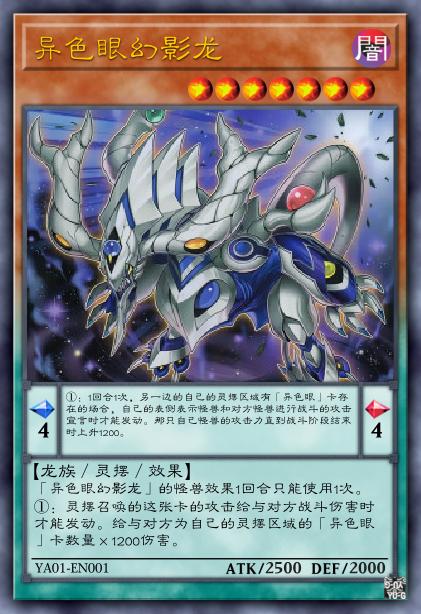 异色眼幻影龙
闇
①：1回合1次，另一边的自己的灵摆区域有「异色眼」卡存
在的场合，自己的表侧表示怪兽和对方怪兽进行战斗的攻击
宣言时才能发动。那只自己怪兽的攻击力直到战斗阶段结束
时上升1200。
4
4
【龙族／灵摆／效果】
「异色眼幻影龙」的怪兽效果1回合只能使用1次。
①：灵摆召唤的这张卡的攻击给与对方战斗伤害时
才能发动。给与对方为自己的灵摆区域的「异色眼
」卡数量×1200伤害。
YA01-EN001
ATK/2500 DEF/2000